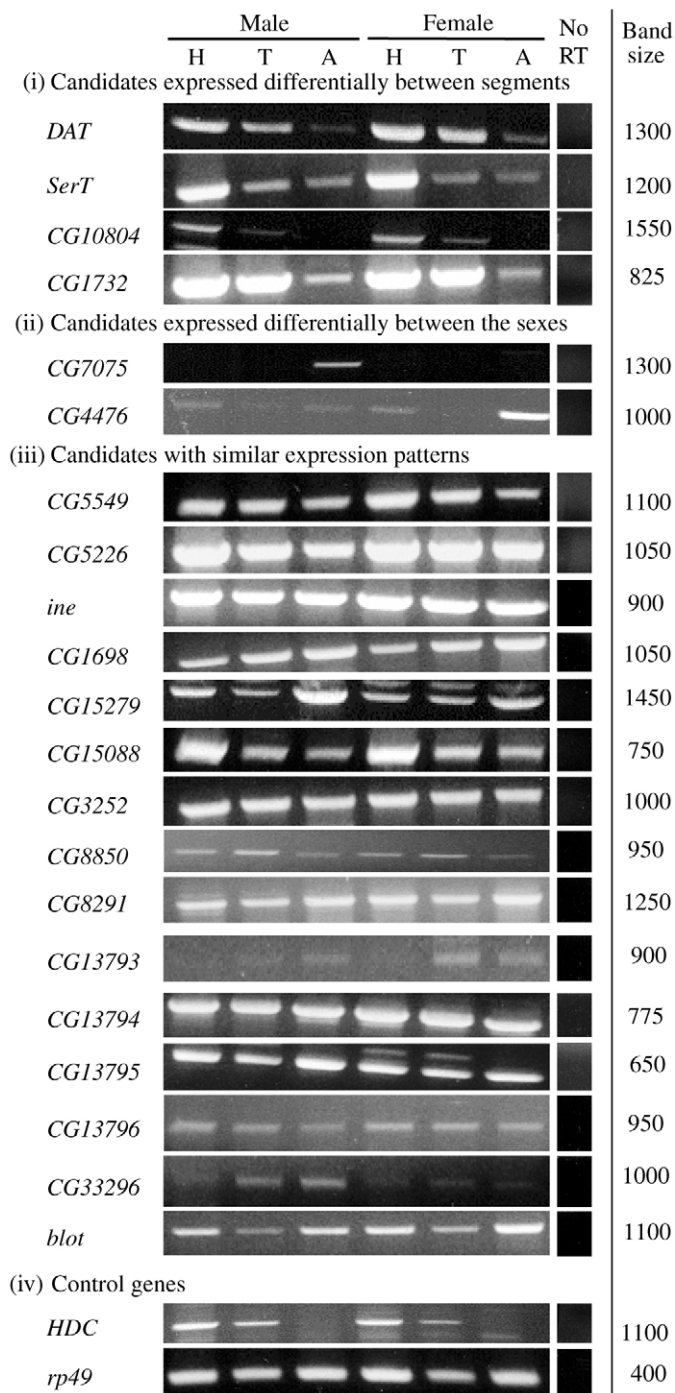 Male Female No RT Band size
H T A H T A
(i) Candidates expressed differentially between segments
DAT 1300
SerT 1200
CG10804 1550
CG1732 825
(ii) Candidates expressed differentially between the sexes
CG7075 1300
CG4476 1000
(iii) Candidates with similar expression patterns
CG5549 1100
CG5226 1050
ine 900
CG1698 1050
CG15279 1450
CG15088 750
CG3252 1000
CG8850 950
CG8291 1250
CG13793 900
CG13794 775
CG13795 650
CG13796 950
CG33296 1000
blot 1100
(iv) Control genes
HDC 1100
rp49 400